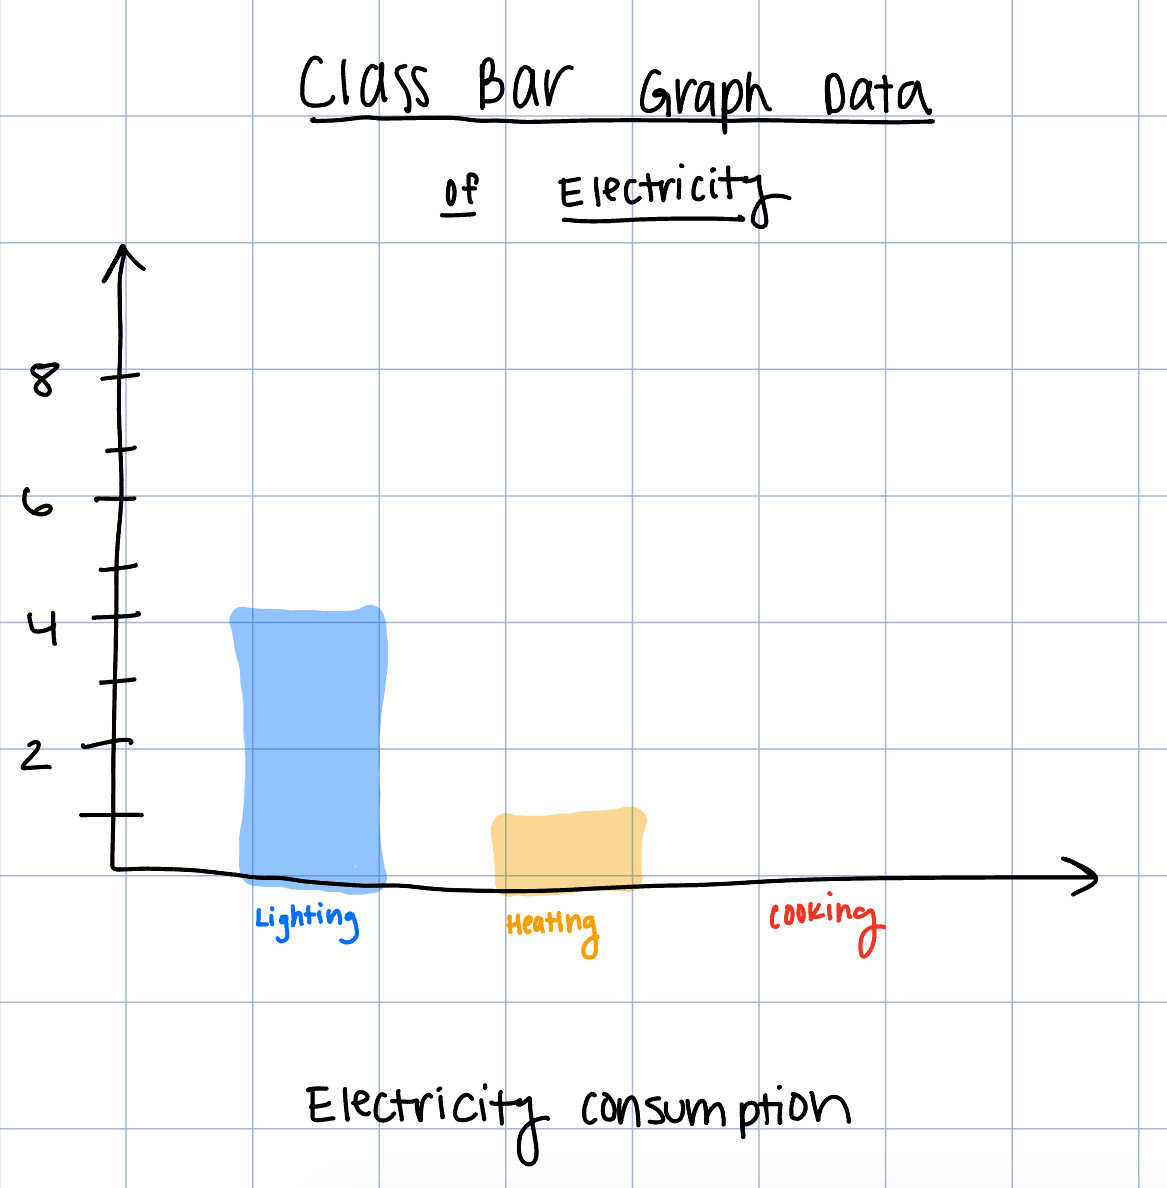 Class Bar Graph Data
of Electricity
8
6
4
2
Lighting Heating cooking
Electricity consumption